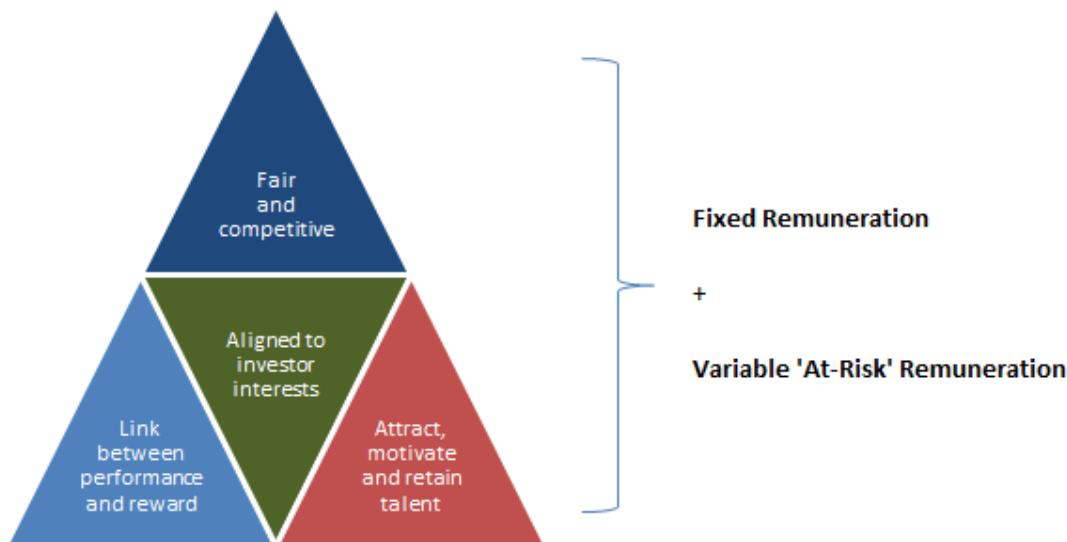 Fair
and
competitive
Aligned to
investor
interests
Link
between
performance
and reward
Attract,
motivate
and retain
talent
Fixed Remuneration
+
Variable 'At-Risk' Remuneration